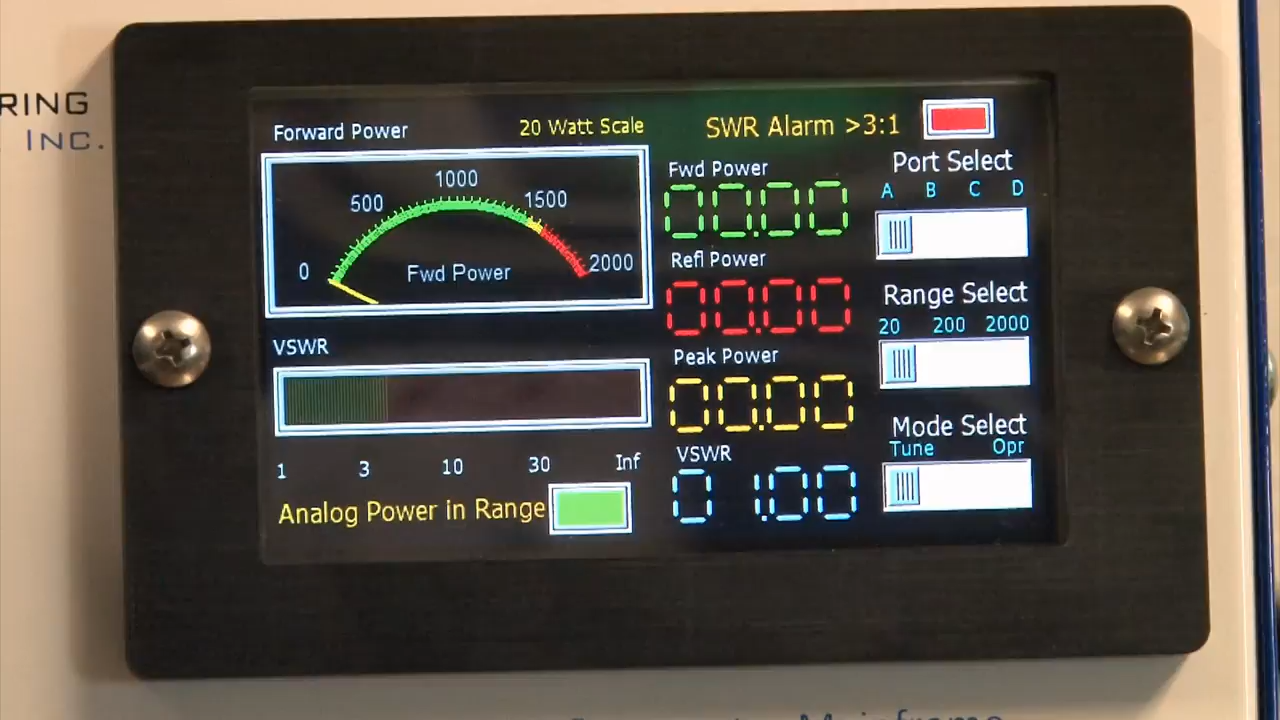 RING
INC.
Forward Power
20 Watt Scale
SWR Alarm >3:1
0
500
1000
1500
2000
Fwd Power
Fwd Power
00.00
Refl Power
00.00
Peak Power
00.00
VSWR
0 1.00
Port Select
A B C D
Range Select
20 200 2000
Mode Select
Tune Opr
VSWR
1 3 10 30 Inf
Analog Power in Range
Mainframe